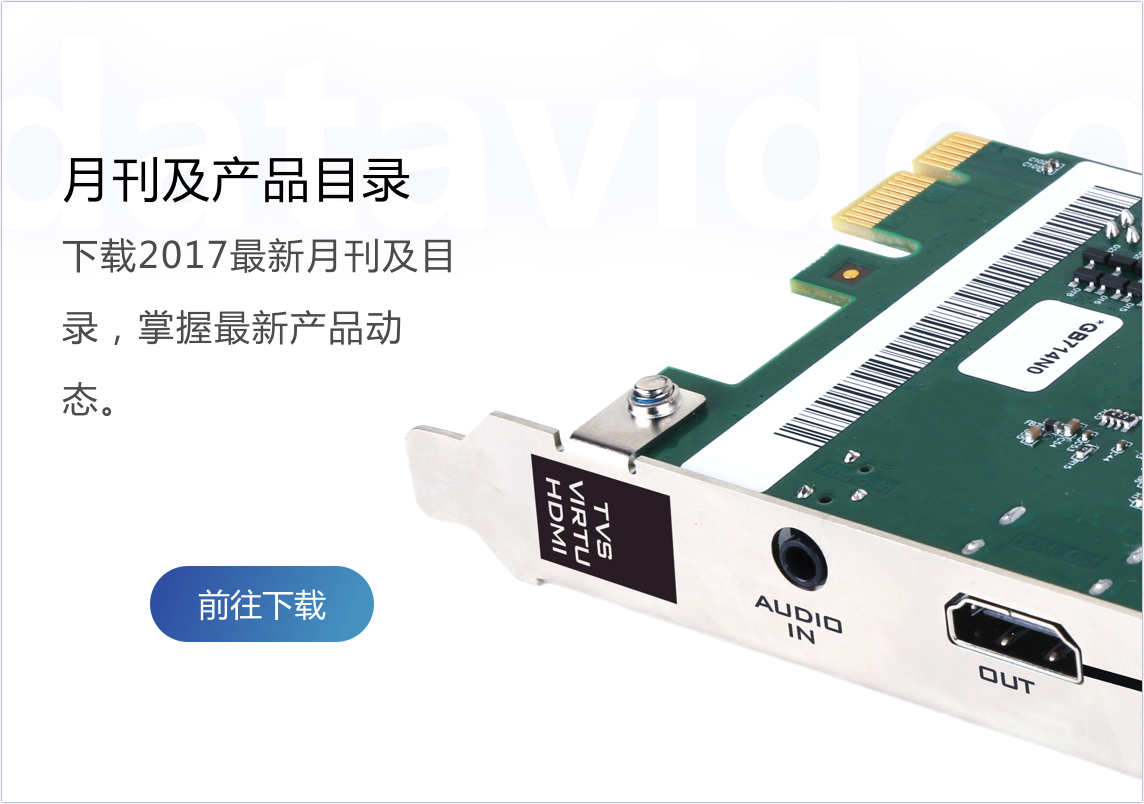 datavideo
月刊及产品目录
下载2017最新月刊及目
录，掌握最新产品动
态。
前往下载
*GB714N0
TVS
VIRTU
HDMI
AUDIO
IN
OUT